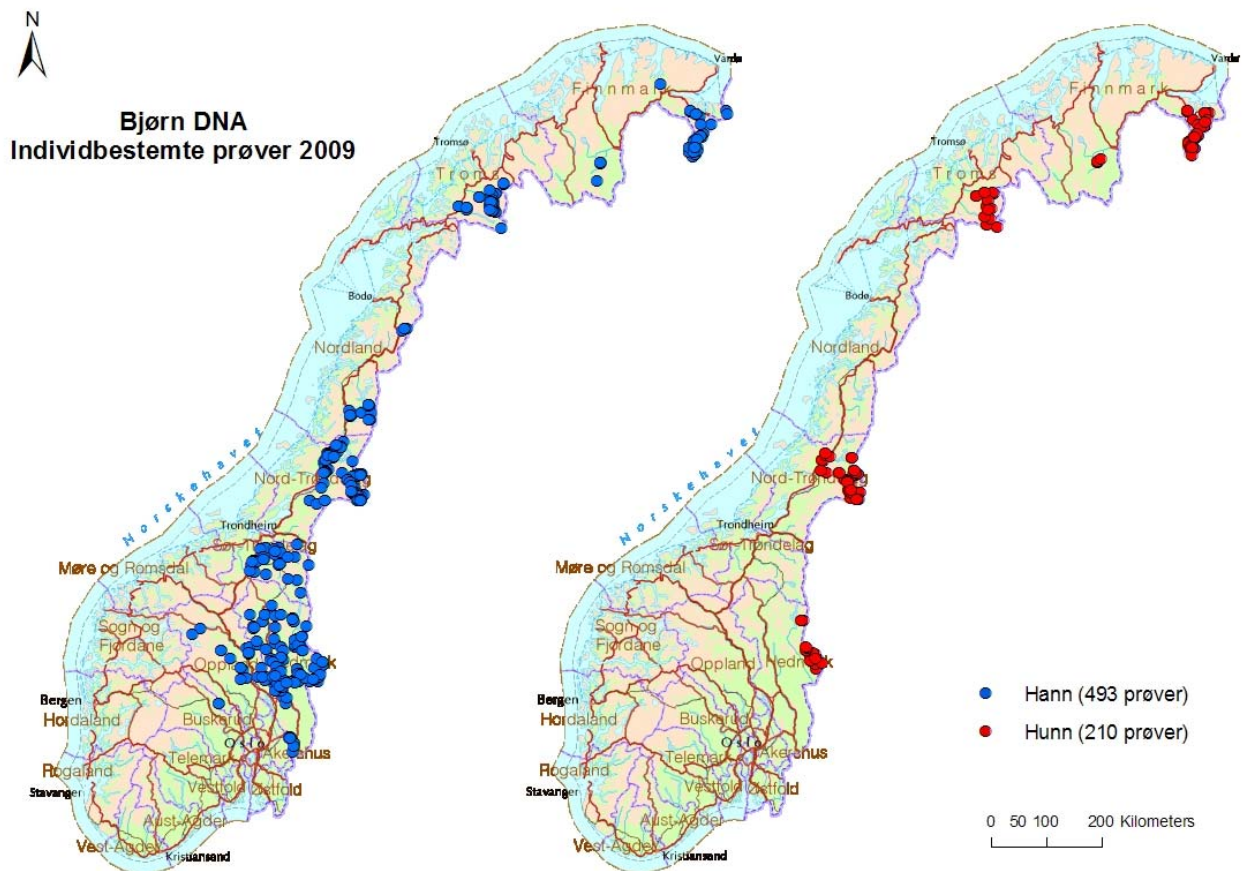 N
Bjørn DNA
Individbestemte prøver 2009
Vardø
Finnmark
Tromsø
Troms
Bodø
Nordland
Norskehavet
Nord-Trøndelag
Trondheim
Sør-Trøndelag
Møre og Romsdal
Sogn og
Fjordane
Oppland
Hedmark
Bergen
Hordaland
Buskerud
Oslo
Akershus
Telemark
Rogaland
Vestfold
Østfold
Stavanger
Aust-Agder
Vest-Agder
Kristiansand
Vardø
Finnmark
Tromsø
Troms
Bodø
Nordland
Norskehavet
Nord-Trøndelag
Trondheim
Sør-Trøndelag
Møre og Romsdal
Sogn og
Fjordane
Oppland
Hedmark
Bergen
Hordaland
Buskerud
Oslo
Akershus
Telemark
Rogaland
Vestfold
Østfold
Stavanger
Aust-Agder
Vest-Agder
Kristiansand
Hann (493 prøver)
Hunn (210 prøver)
0 50 100 200 Kilometers